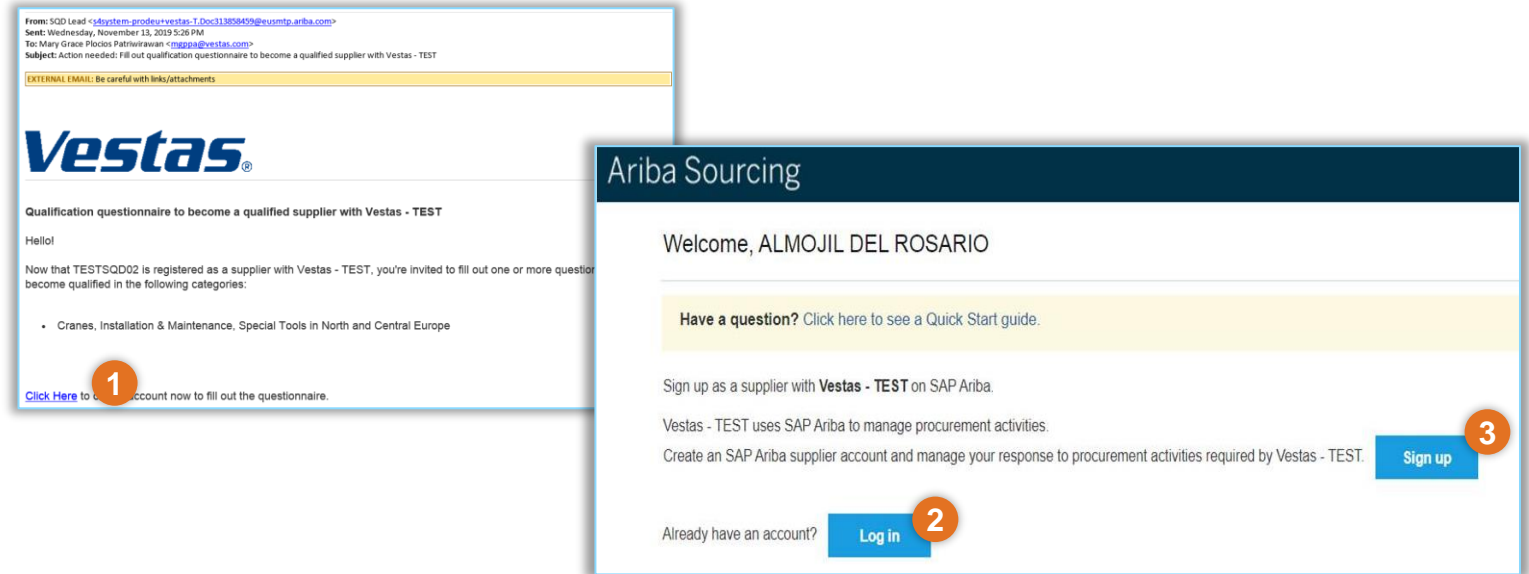 From: SQD Lead <s4system-prodeu+vestas-T.Doc313858459@eusmtp.ariba.com>
Sent: Wednesday, November 13, 2019 5:26 PM
To: Mary Grace Plocios Patriwirawan <mgppa@vestas.com>
Subject: Action needed: Fill out qualification questionnaire to become a qualified supplier with Vestas - TEST
EXTERNAL EMAIL: Be careful with links/attachments
Vestas®
Qualification questionnaire to become a qualified supplier with Vestas - TEST
Hello!
Now that TESTSQD02 is registered as a supplier with Vestas - TEST, you're invited to fill out one or more
become qualified in the following categories:
• Cranes, Installation & Maintenance, Special Tools in North and Central Europe
1
Click Here to account now to fill out the questionnaire.
Ariba Sourcing
Welcome, ALMOJIL DEL ROSARIO
Have a question? Click here to see a Quick Start guide.
Sign up as a supplier with Vestas - TEST on SAP Ariba.
Vestas - TEST uses SAP Ariba to manage procurement activities.
Create an SAP Ariba supplier account and manage your response to procurement activities required by Vestas - TEST.
Sign up
3
Already have an account?
Log in
2